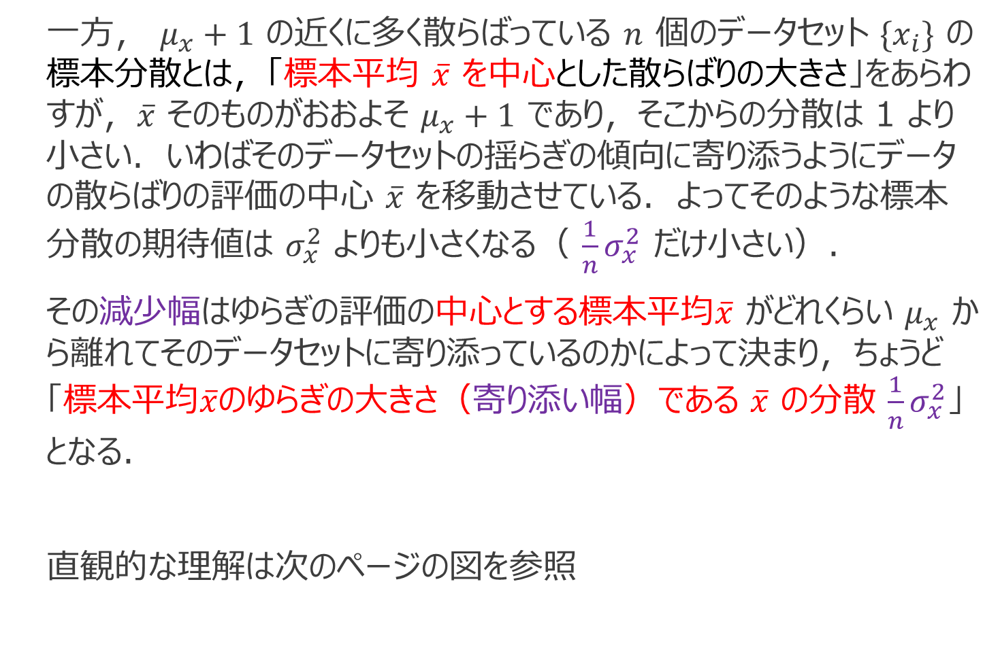 一方， μₓ + 1 の近くに多く散らばっている n 個のデータセット {xᵢ} の
標本分散とは，「標本平均 x̄ を中心とした散らばりの大きさ」をあらわ
すが，x̄ そのものがおおよそ μₓ + 1 であり，そこからの分散は 1 より
小さい．いわばそのデータセットの揺らぎの傾向に寄り添うようにデータ
の散らばりの評価の中心 x̄ を移動させている．よってそのような標本
分散の期待値は σₓ² よりも小さくなる（ 1/n σₓ² だけ小さい）.
その減少幅はゆらぎの評価の中心とする標本平均x̄ がどれくらい μₓ か
ら離れてそのデータセットに寄り添っているのかによって決まり，ちょうど
「標本平均x̄のゆらぎの大きさ（寄り添い幅）である x̄ の分散 1/n σₓ²」
となる．
直観的な理解は次のページの図を参照